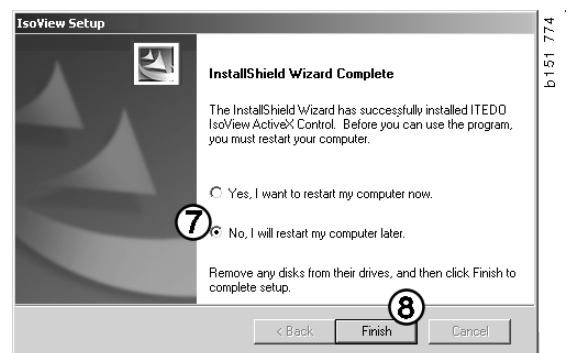 IsoView Setup
InstallShield Wizard Complete
The InstallShield Wizard has successfully installed ITEDO
IsoView ActiveX Control. Before you can use the program,
you must restart your computer.
Yes, I want to restart my computer now.
7
No, I will restart my computer later.
Remove any disks from their drives, and then click Finish to
complete setup.
8
< Back
Finish
Cancel
b151 774